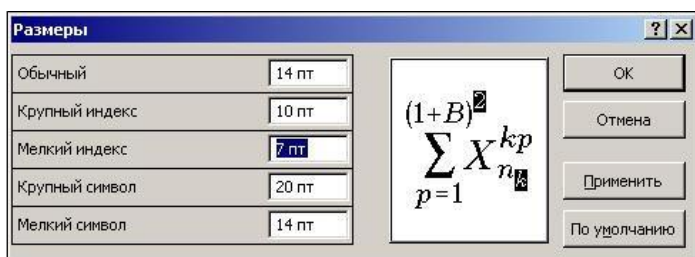 Размеры
Обычный 14 пт
Крупный индекс 10 пт
Мелкий индекс 7 пт
Крупный символ 20 пт
Мелкий символ 14 пт
(1+B)2
∑ X kp n k
p=1
ОК
Отмена
Применить
По умолчанию